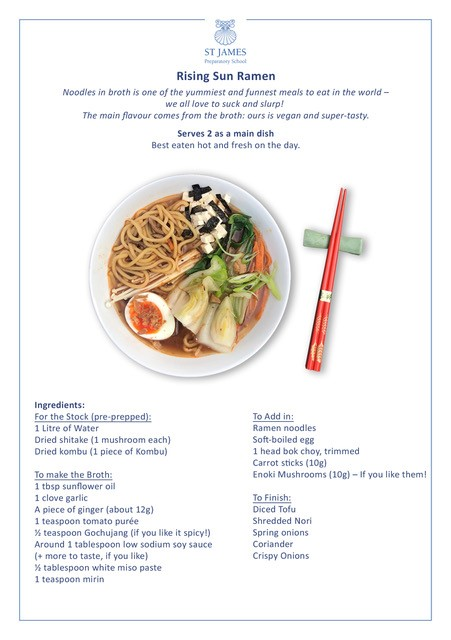 ST JAMES
Preparatory School
Rising Sun Ramen
Noodles in broth is one of the yummiest and funnest meals to eat in the world –
we all love to suck and slurp!
The main flavour comes from the broth: ours is vegan and super-tasty.
Serves 2 as a main dish
Best eaten hot and fresh on the day.
Ingredients:
For the Stock (pre-prepped):
1 Litre of Water
Dried shitake (1 mushroom each)
Dried kombu (1 piece of Kombu)
To make the Broth:
1 tbsp sunflower oil
1 clove garlic
A piece of ginger (about 12g)
1 teaspoon tomato purée
½ teaspoon Gochujang (if you like it spicy!)
Around 1 tablespoon low sodium soy sauce
(+ more to taste, if you like)
½ tablespoon white miso paste
1 teaspoon mirin
To Add in:
Ramen noodles
Soft-boiled egg
1 head bok choy, trimmed
Carrot sticks (10g)
Enoki Mushrooms (10g) – If you like them!
To Finish:
Diced Tofu
Shredded Nori
Spring onions
Coriander
Crispy Onions